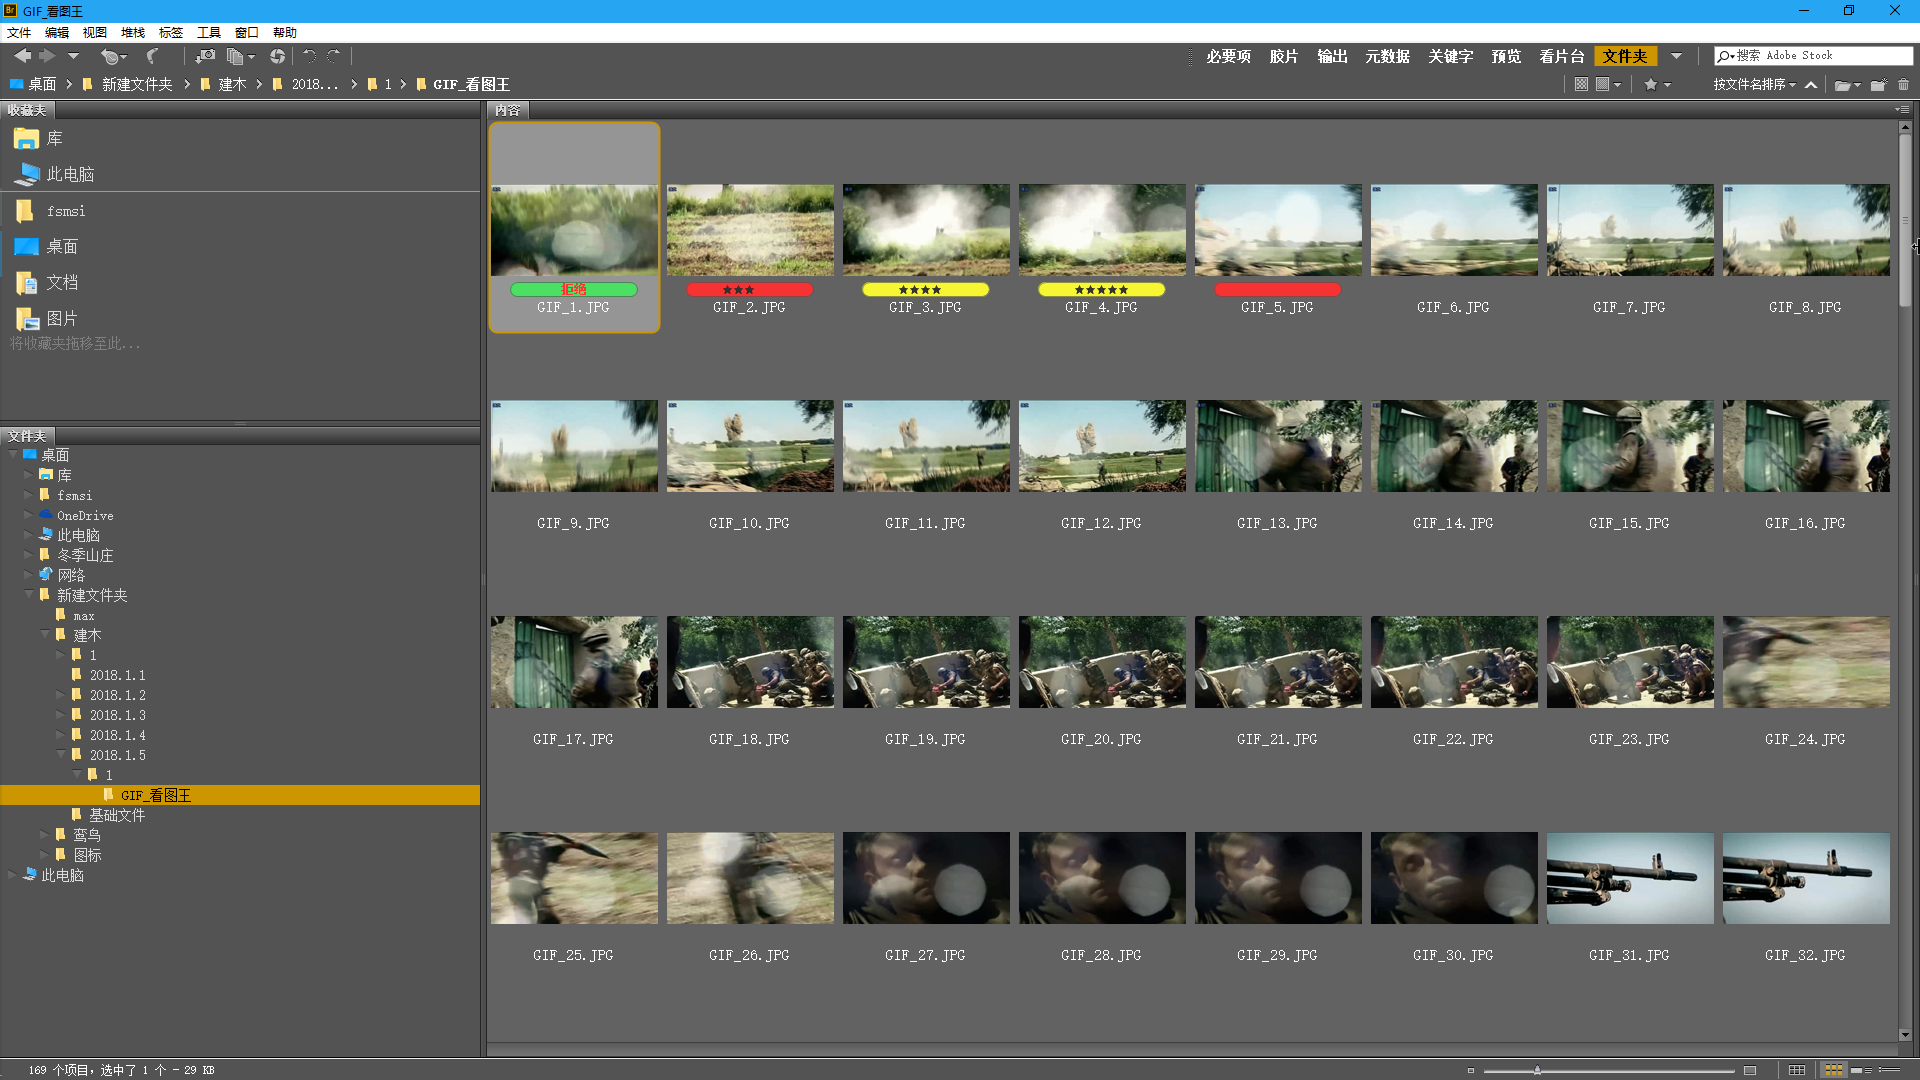 Br GIF_看图王
文件 编辑 视图 堆栈 标签 工具 窗口 帮助
必要项 胶片 输出 元数据 关键字 预览 看片台 文件夹 搜索 Adobe Stock
桌面 新建文件夹 建木 2018... 1 GIF_看图王 按文件名排序
收藏夹
库
此电脑
fsmsi
桌面
文档
图片
将收藏夹拖移至此...
文件夹
桌面
库
fsmsi
OneDrive
此电脑
冬季山庄
网络
新建文件夹
max
建木
1
2018.1.1
2018.1.2
2018.1.3
2018.1.4
2018.1.5
1
GIF_看图王
基础文件
鸾鸟
图标
此电脑
内容
拒绝 ★★★ ★★★★ ★★★★★
GIF_1.JPG GIF_2.JPG GIF_3.JPG GIF_4.JPG GIF_5.JPG GIF_6.JPG GIF_7.JPG GIF_8.JPG
GIF_9.JPG GIF_10.JPG GIF_11.JPG GIF_12.JPG GIF_13.JPG GIF_14.JPG GIF_15.JPG GIF_16.JPG
GIF_17.JPG GIF_18.JPG GIF_19.JPG GIF_20.JPG GIF_21.JPG GIF_22.JPG GIF_23.JPG GIF_24.JPG
GIF_25.JPG GIF_26.JPG GIF_27.JPG GIF_28.JPG GIF_29.JPG GIF_30.JPG GIF_31.JPG GIF_32.JPG
169 个项目，选中了 1 个 - 29 KB